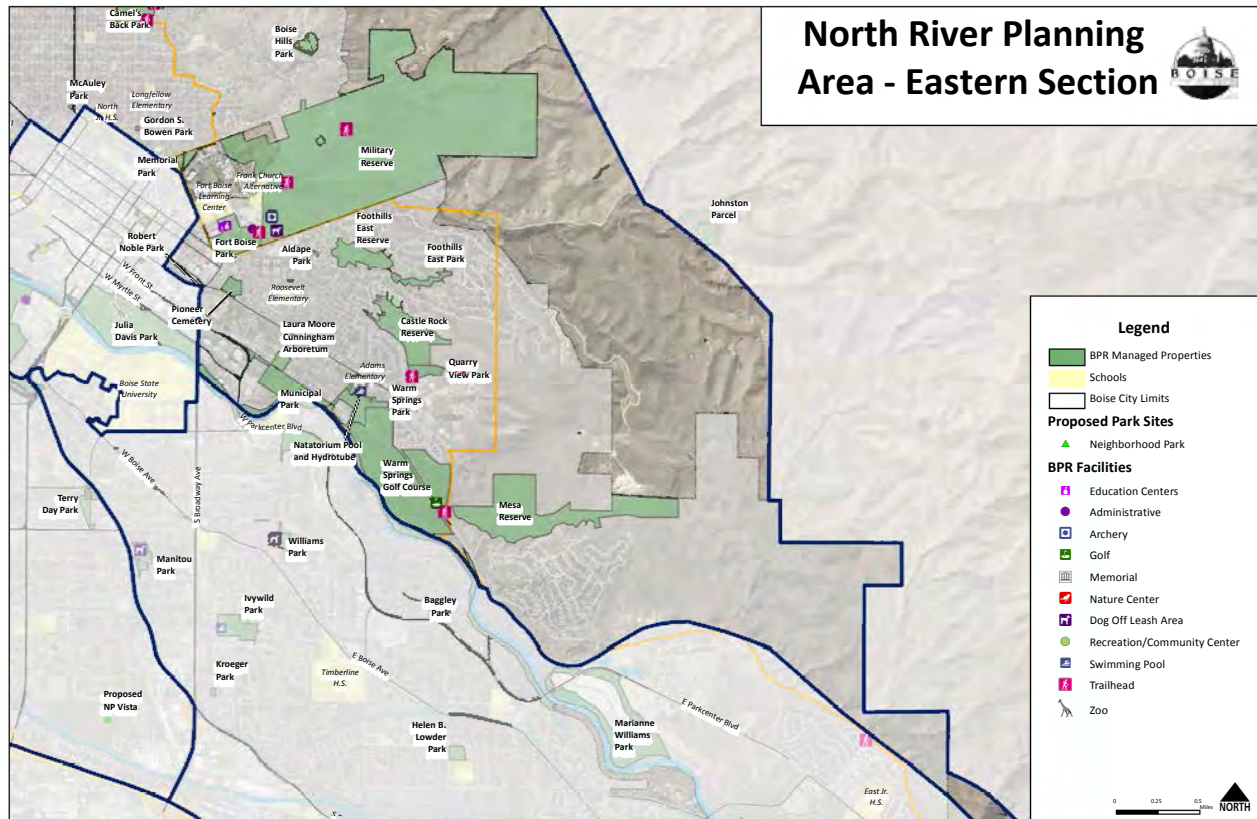 North River Planning
Area - Eastern Section
BOISE
Camel's
Back Park
Boise
Hills
Park
McAuley
Park
Longfellow
Elementary
North
Jr. H.S.
Gordon S.
Bowen Park
Memorial
Park
Military
Reserve
Frank Church
Alternative
Fort Boise
Learning
Center
Johnston
Parcel
Robert
Noble Park
Fort Boise
Park
Aldape
Park
Foothills
East
Reserve
Foothills
East Park
W Front St
W Myrtle St
Roosevelt
Elementary
Pioneer
Cemetery
Julia
Davis Park
Laura Moore
Cunningham
Arboretum
Castle Rock
Reserve
Adams
Elementary
Quarry
View Park
Boise State
University
Municipal
Park
Warm
Springs
Park
W Parkcenter Blvd
Natatorium Pool
and Hydrotube
W Boise Ave
S Broadway Ave
Warm
Springs
Golf Course
Mesa
Reserve
Terry
Day Park
Manitou
Park
Williams
Park
Ivywild
Park
Baggley
Park
Kroeger
Park
E Boise Ave
Timberline
H.S.
Proposed
NP Vista
Helen B.
Lowder
Park
Marianne
Williams
Park
E Parkcenter Blvd
East Jr.
H.S.
Legend
BPR Managed Properties
Schools
Boise City Limits
Proposed Park Sites
Neighborhood Park
BPR Facilities
Education Centers
Administrative
Archery
Golf
Memorial
Nature Center
Dog Off Leash Area
Recreation/Community Center
Swimming Pool
Trailhead
Zoo
0 0.25 0.5
Miles
NORTH